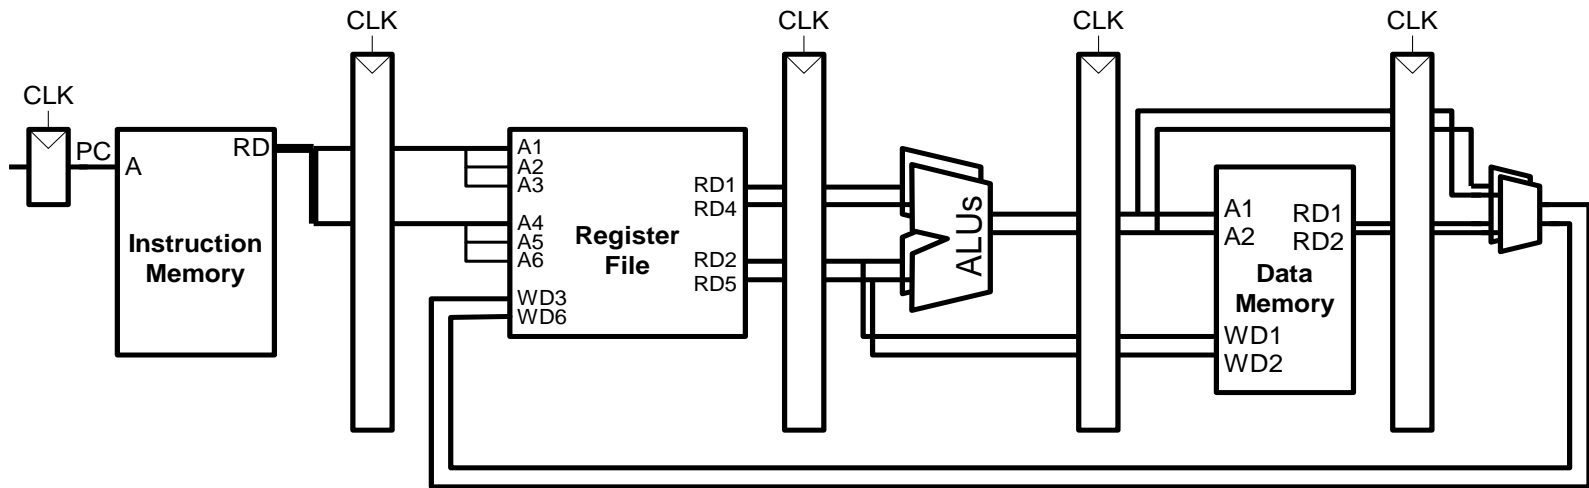 CLK
CLK
CLK
CLK
CLK
PC
A
RD
Instruction
Memory
A1
A2
A3
A4
A5
A6
WD3
WD6
Register
File
RD1
RD4
RD2
RD5
ALUs
A1
A2
RD1
RD2
Data
Memory
WD1
WD2